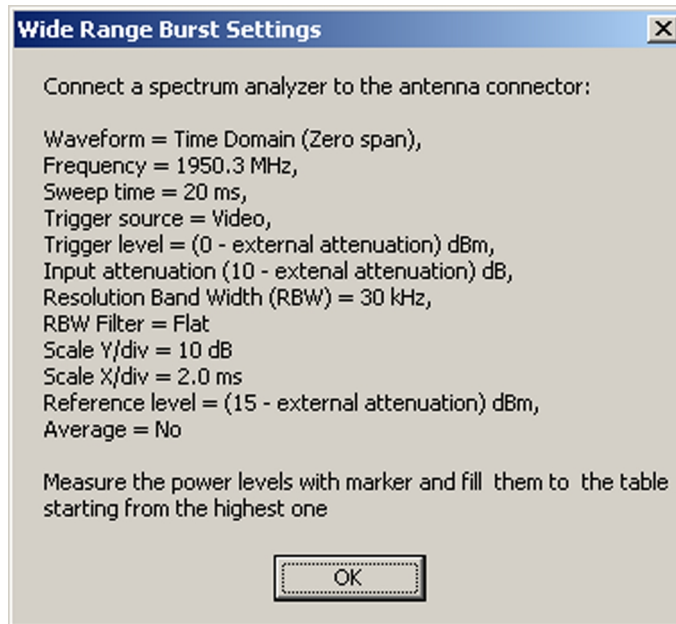 Wide Range Burst Settings
Connect a spectrum analyzer to the antenna connector:
Waveform = Time Domain (Zero span),
Frequency = 1950.3 MHz,
Sweep time = 20 ms,
Trigger source = Video,
Trigger level = (0 - external attenuation) dBm,
Input attenuation (10 - extenal attenuation) dB,
Resolution Band Width (RBW) = 30 kHz,
RBW Filter = Flat
Scale Y/div = 10 dB
Scale X/div = 2.0 ms
Reference level = (15 - external attenuation) dBm,
Average = No
Measure the power levels with marker and fill them to the table
starting from the highest one
OK